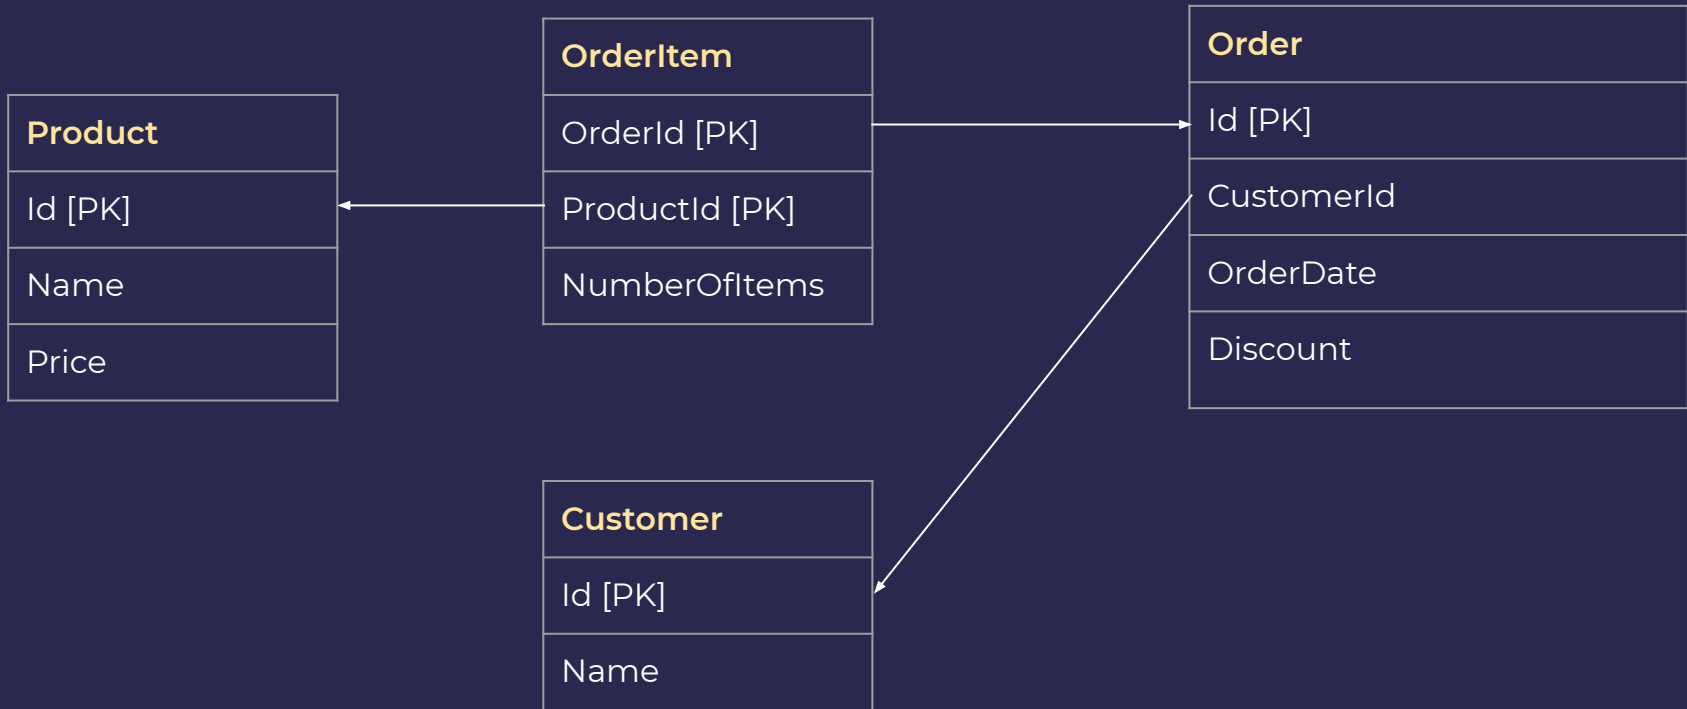 Product
Id [PK]
Name
Price
OrderItem
OrderId [PK]
ProductId [PK]
NumberOfItems
Order
Id [PK]
CustomerId
OrderDate
Discount
Customer
Id [PK]
Name